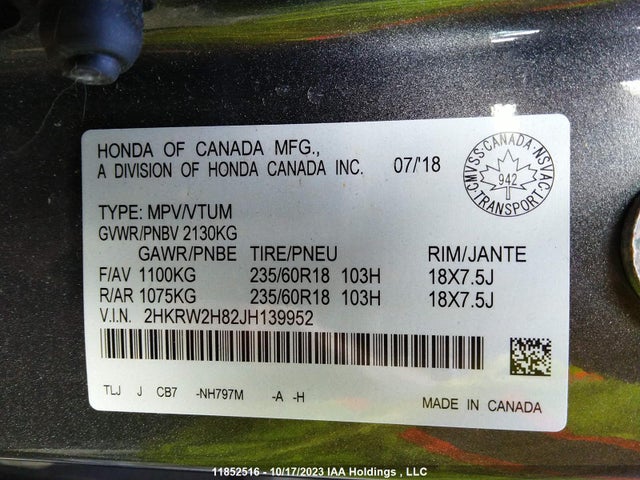 HONDA OF CANADA MFG.,
A DIVISION OF HONDA CANADA INC. 07/'18
CMVSS·CANADA·NSVAC
942
TRANSPORT
TYPE: MPV/VTUM
GVWR/PNBV 2130KG
GAWR/PNBE TIRE/PNEU RIM/JANTE
F/AV 1100KG 235/60R18 103H 18X7.5J
R/AR 1075KG 235/60R18 103H 18X7.5J
V.I.N. 2HKRW2H82JH139952
TLJ J CB7 -NH797M -A -H
MADE IN CANADA
11852516 - 10/17/2023 IAA Holdings , LLC